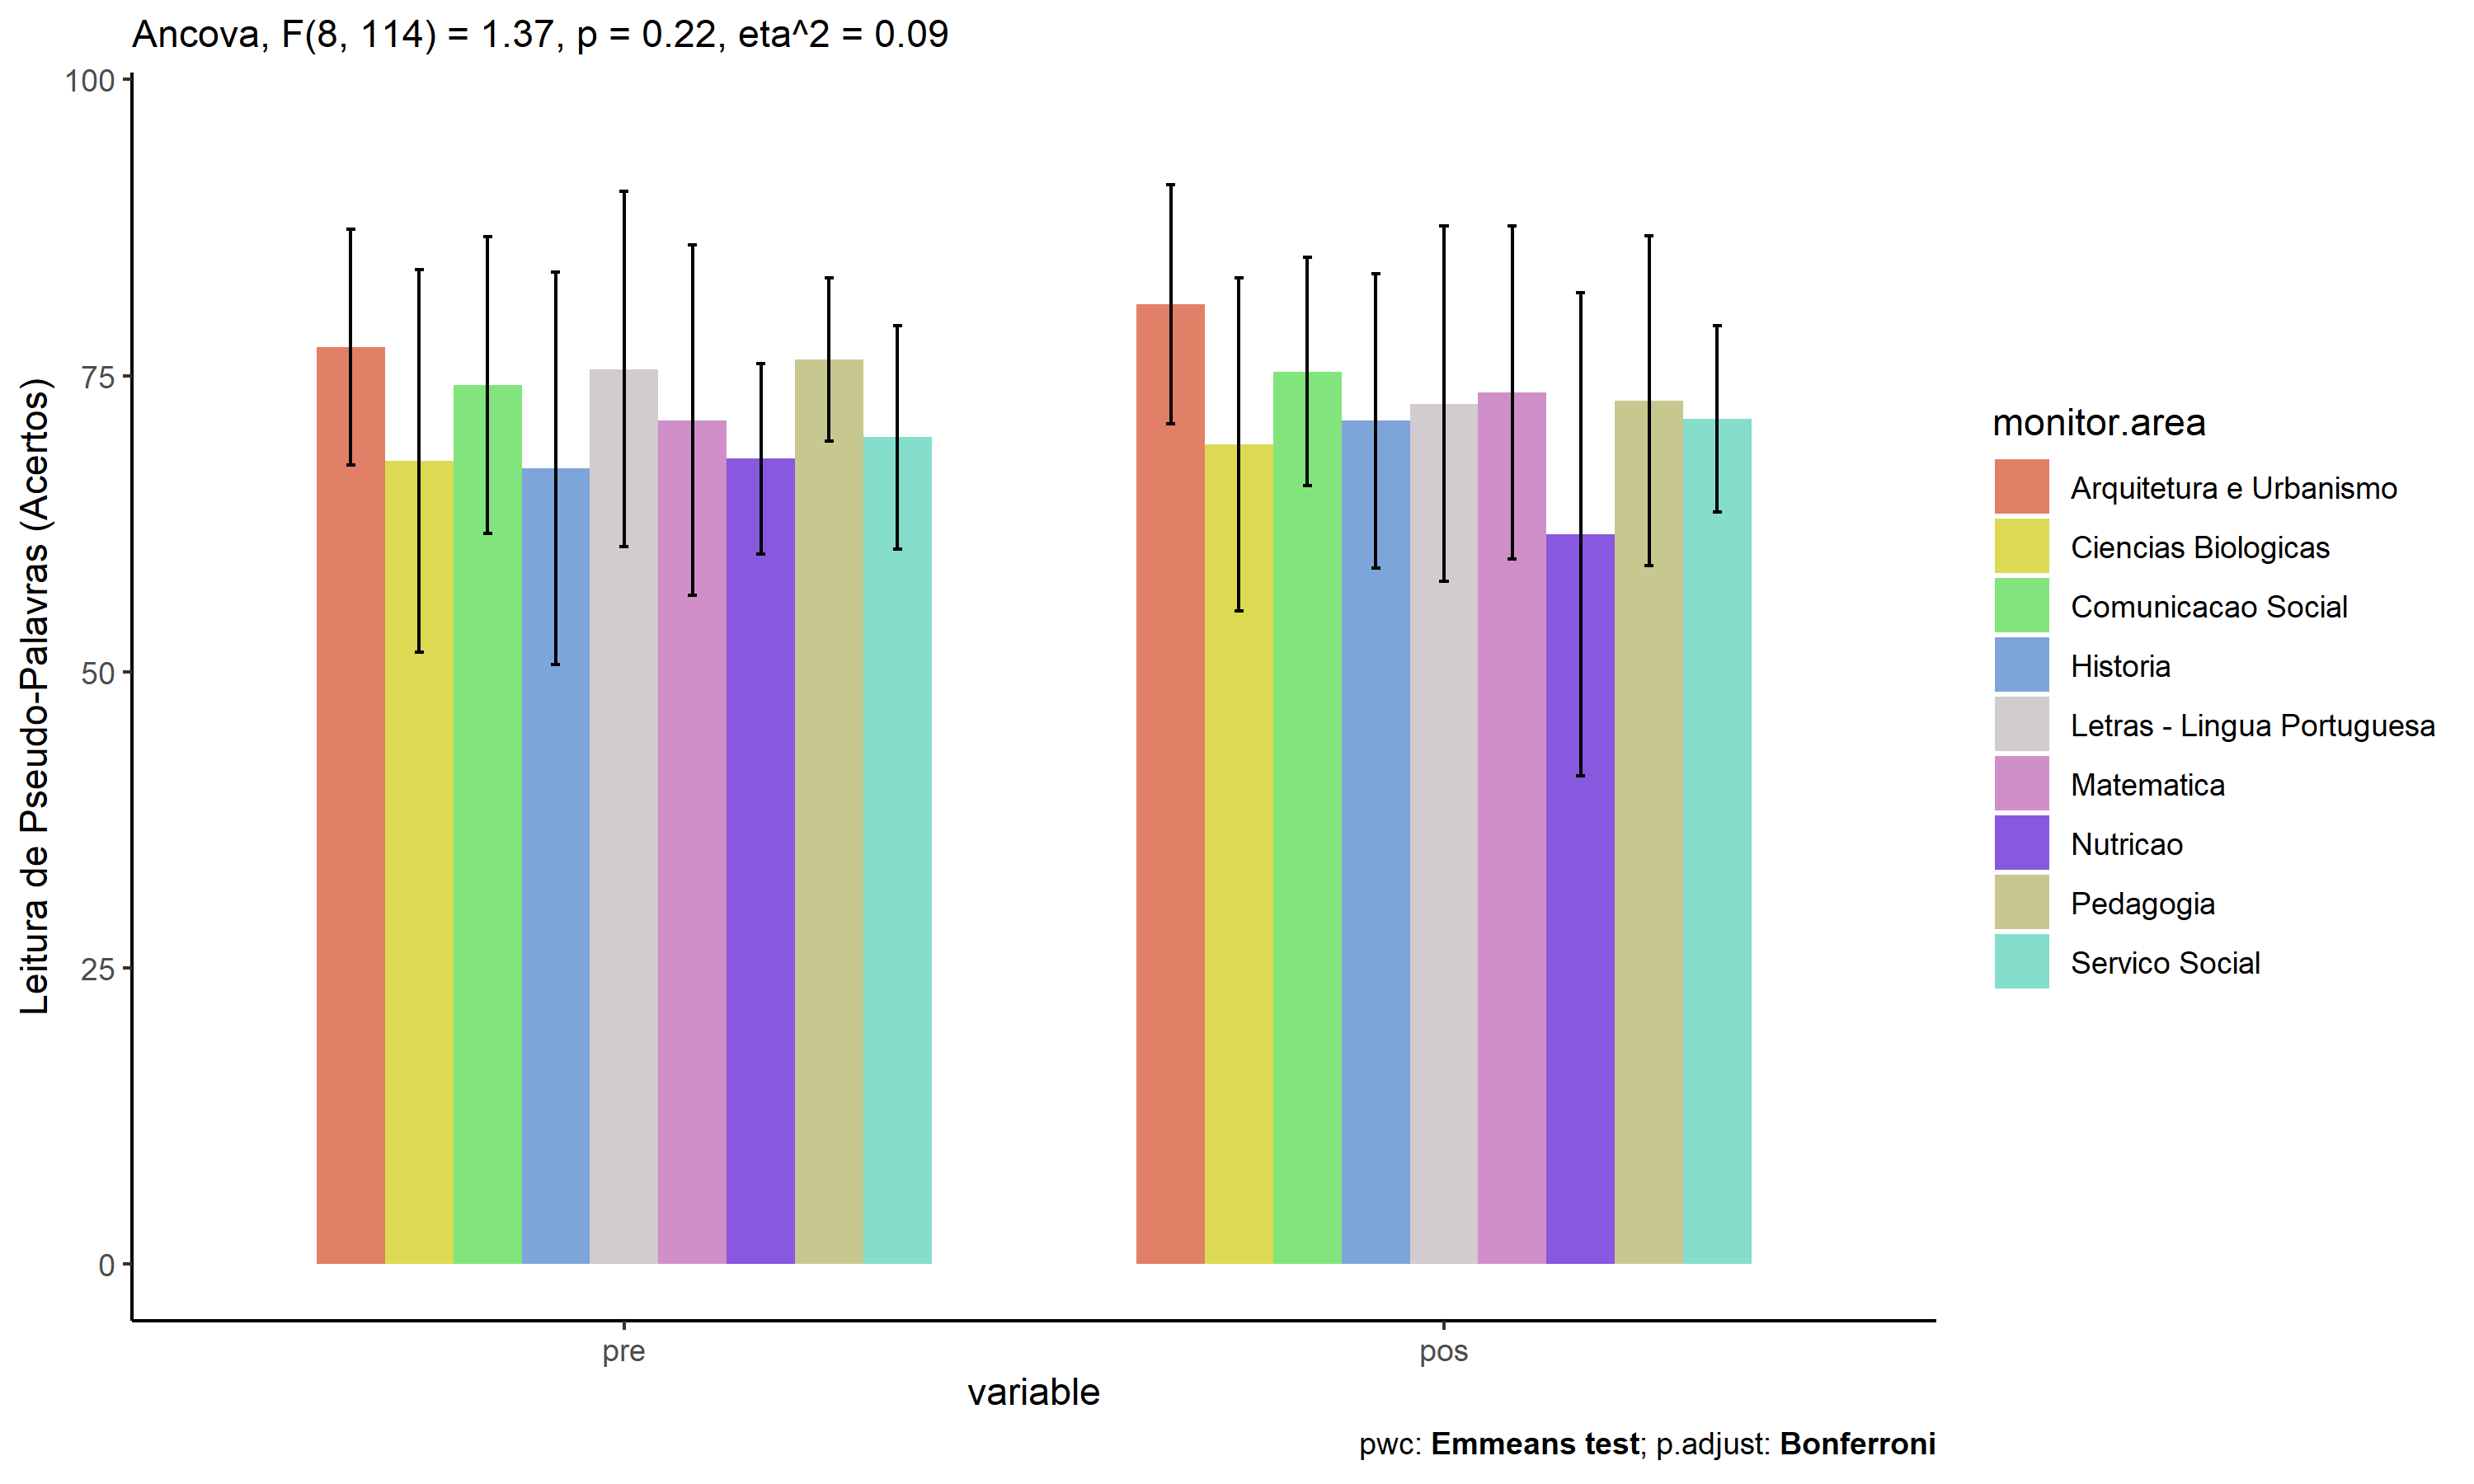 Ancova, F(8, 114) = 1.37, p = 0.22, eta^2 = 0.09
100
75
50
25
0
Leitura de Pseudo-Palavras (Acertos)
pre
pos
variable
monitor.area
Arquitetura e Urbanismo
Ciencias Biologicas
Comunicacao Social
Historia
Letras - Lingua Portuguesa
Matematica
Nutricao
Pedagogia
Servico Social
pwc: Emmeans test; p.adjust: Bonferroni